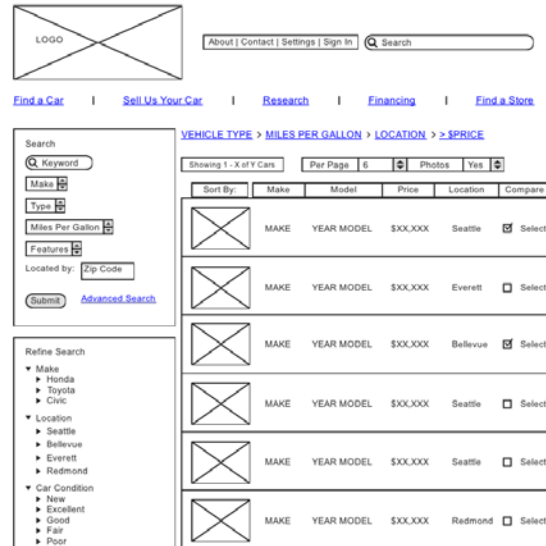 LOGO
About | Contact | Settings | Sign In
Search
Find a Car | Sell Us Your Car | Research | Financing | Find a Store
Search
Keyword
Make
Type
Miles Per Gallon
Features
Located by: Zip Code
Submit Advanced Search
Refine Search
Make
Honda
Toyota
Civic
Location
Seattle
Bellevue
Everett
Redmond
Car Condition
New
Excellent
Good
Fair
Poor
VEHICLE TYPE > MILES PER GALLON > LOCATION > > $PRICE
Showing 1 - X of Y Cars Per Page 6 Photos Yes
Sort By: Make Model Price Location Compare
MAKE YEAR MODEL $XX,XXX Seattle Select
MAKE YEAR MODEL $XX,XXX Everett Select
MAKE YEAR MODEL $XX,XXX Bellevue Select
MAKE YEAR MODEL $XX,XXX Seattle Select
MAKE YEAR MODEL $XX,XXX Seattle Select
MAKE YEAR MODEL $XX,XXX Redmond Select